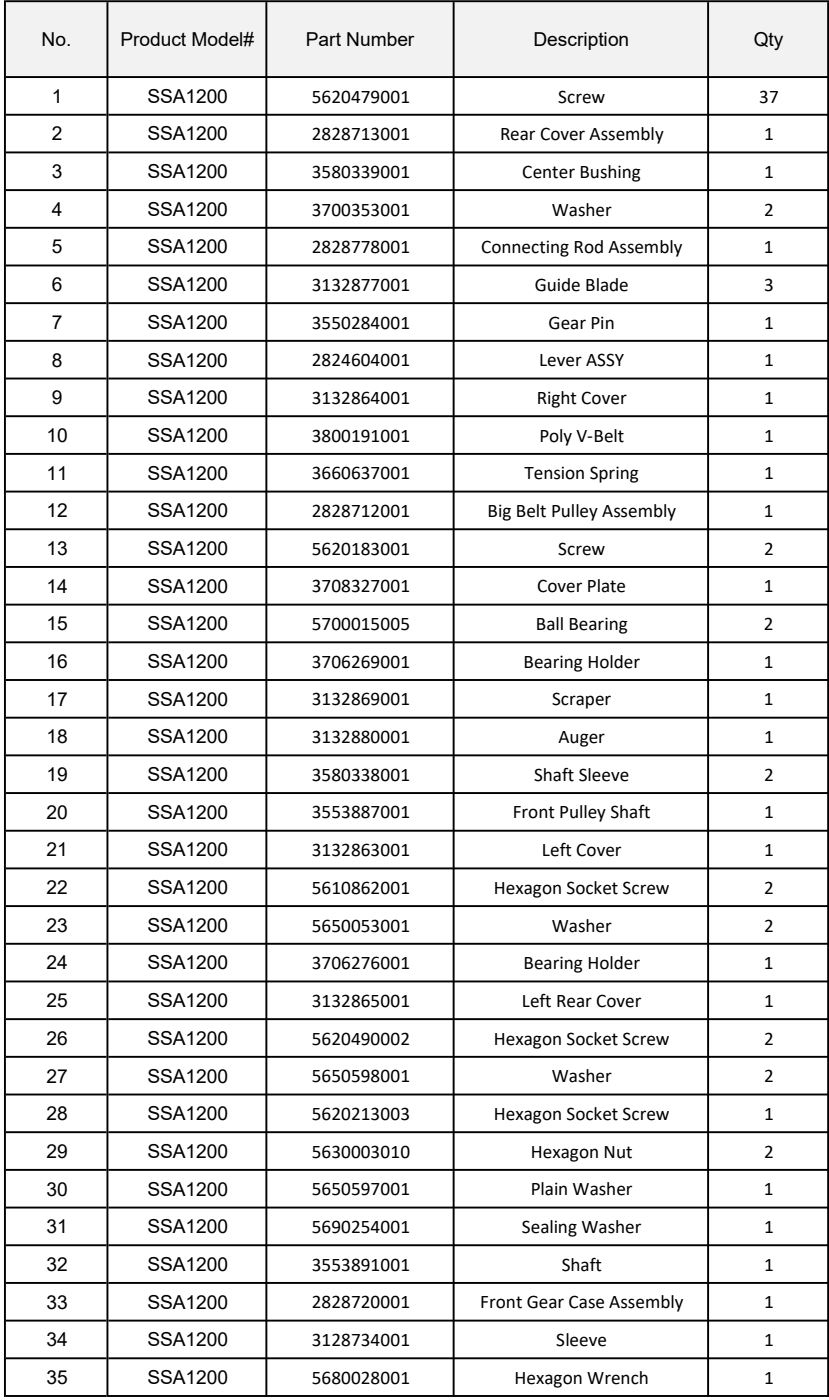 No. Product Model# Part Number Description Qty
1 SSA1200 5620479001 Screw 37
2 SSA1200 2828713001 Rear Cover Assembly 1
3 SSA1200 3580339001 Center Bushing 1
4 SSA1200 3700353001 Washer 2
5 SSA1200 2828778001 Connecting Rod Assembly 1
6 SSA1200 3132877001 Guide Blade 3
7 SSA1200 3550284001 Gear Pin 1
8 SSA1200 2824604001 Lever ASSY 1
9 SSA1200 3132864001 Right Cover 1
10 SSA1200 3800191001 Poly V-Belt 1
11 SSA1200 3660637001 Tension Spring 1
12 SSA1200 2828712001 Big Belt Pulley Assembly 1
13 SSA1200 5620183001 Screw 2
14 SSA1200 3708327001 Cover Plate 1
15 SSA1200 5700015005 Ball Bearing 2
16 SSA1200 3706269001 Bearing Holder 1
17 SSA1200 3132869001 Scraper 1
18 SSA1200 3132880001 Auger 1
19 SSA1200 3580338001 Shaft Sleeve 2
20 SSA1200 3553887001 Front Pulley Shaft 1
21 SSA1200 3132863001 Left Cover 1
22 SSA1200 5610862001 Hexagon Socket Screw 2
23 SSA1200 5650053001 Washer 2
24 SSA1200 3706276001 Bearing Holder 1
25 SSA1200 3132865001 Left Rear Cover 1
26 SSA1200 5620490002 Hexagon Socket Screw 2
27 SSA1200 5650598001 Washer 2
28 SSA1200 5620213003 Hexagon Socket Screw 1
29 SSA1200 5630003010 Hexagon Nut 2
30 SSA1200 5650597001 Plain Washer 1
31 SSA1200 5690254001 Sealing Washer 1
32 SSA1200 3553891001 Shaft 1
33 SSA1200 2828720001 Front Gear Case Assembly 1
34 SSA1200 3128734001 Sleeve 1
35 SSA1200 5680028001 Hexagon Wrench 1